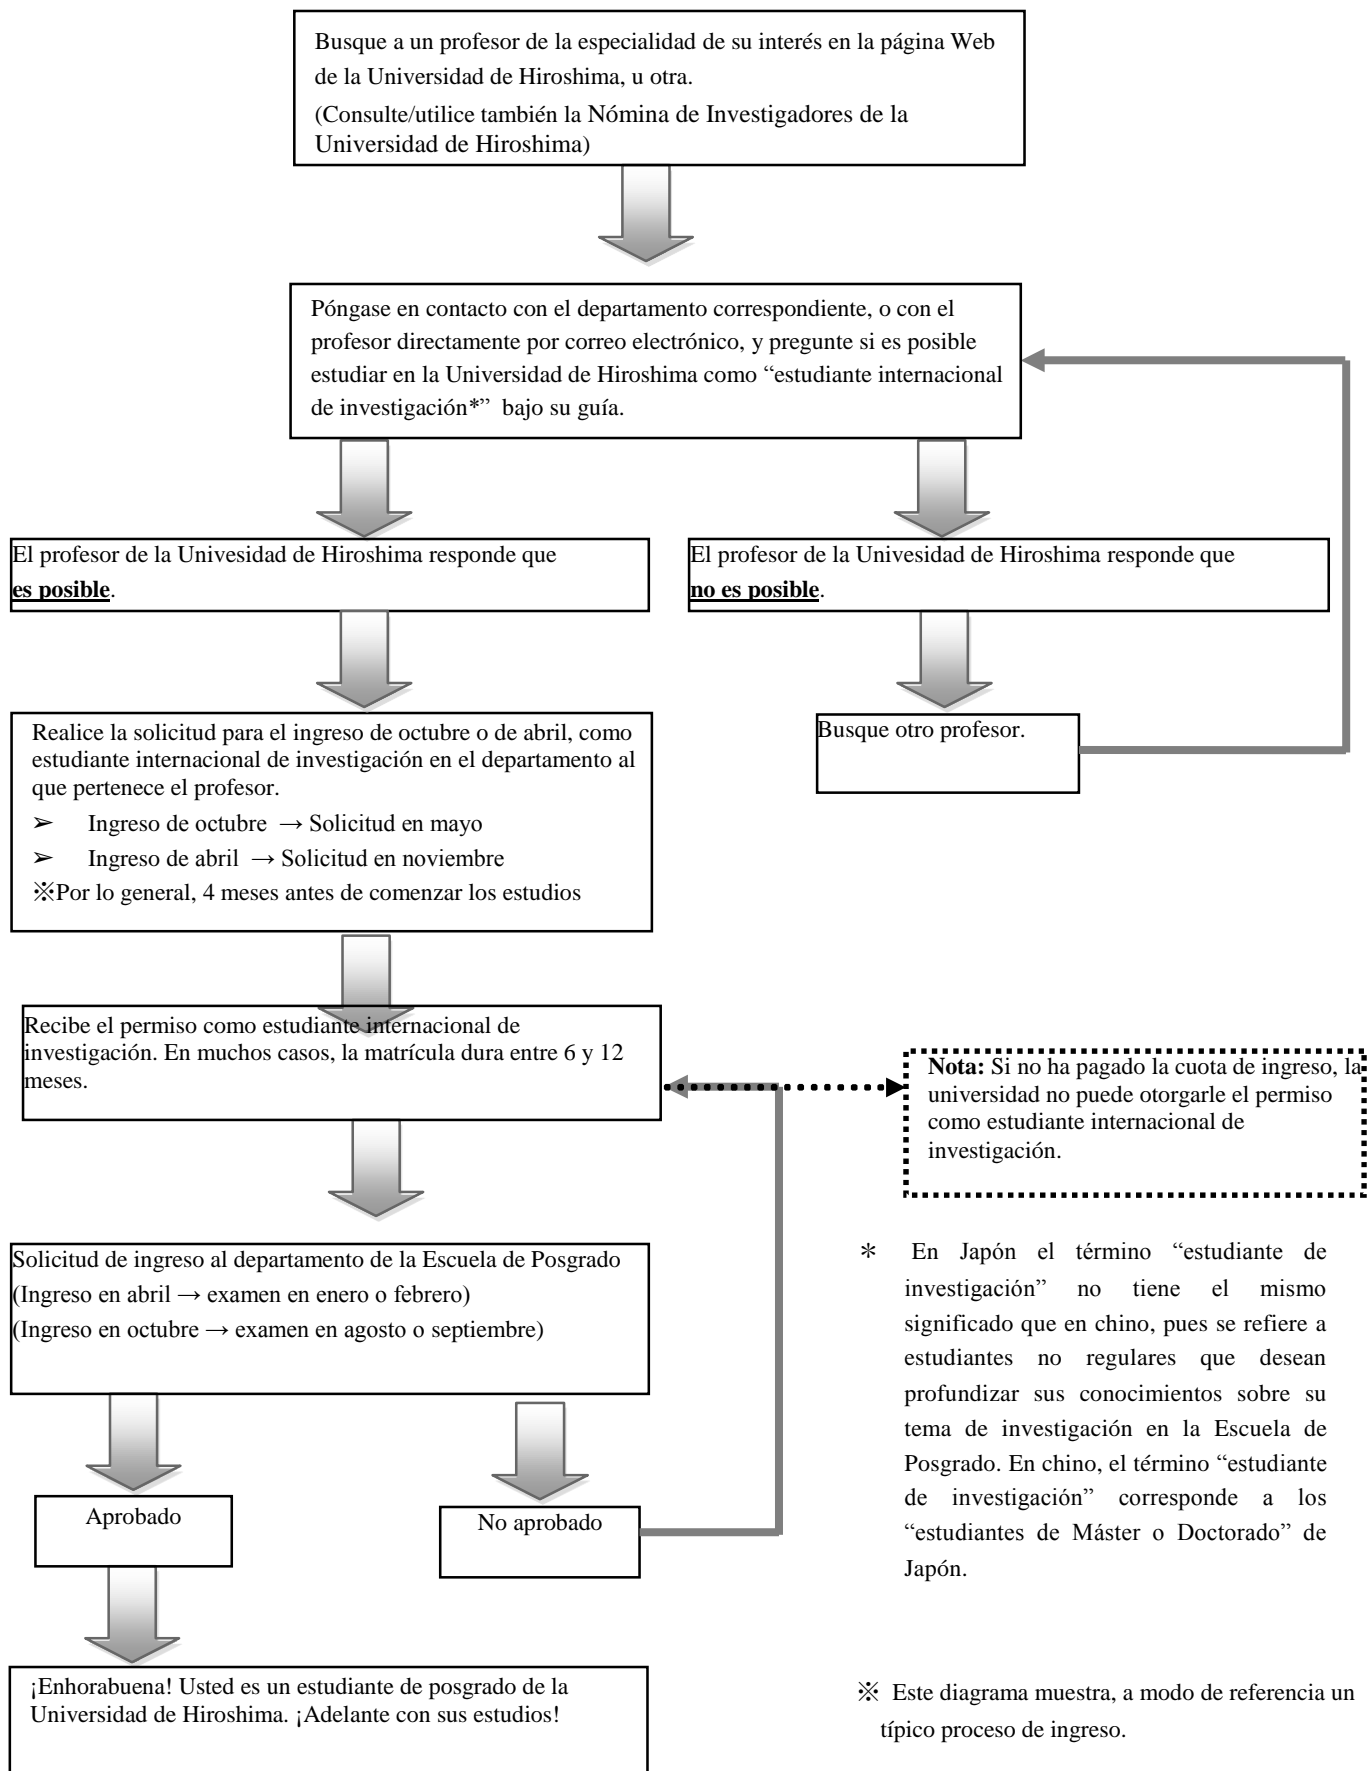 Busque a un profesor de la especialidad de su interés en la página Web
de la Universidad de Hiroshima, u otra.
(Consulte/utilice también la Nómina de Investigadores de la
Universidad de Hiroshima)
Póngase en contacto con el departamento correspondiente, o con el
profesor directamente por correo electrónico, y pregunte si es posible
estudiar en la Universidad de Hiroshima como “estudiante internacional
de investigación*” bajo su guía.
El profesor de la Univesidad de Hiroshima responde que
es posible.
El profesor de la Univesidad de Hiroshima responde que
no es posible.
Realice la solicitud para el ingreso de octubre o de abril, como
estudiante internacional de investigación en el departamento al
que pertenece el profesor.
➢ Ingreso de octubre → Solicitud en mayo
➢ Ingreso de abril → Solicitud en noviembre
※Por lo general, 4 meses antes de comenzar los estudios
Busque otro profesor.
Recibe el permiso como estudiante internacional de
investigación. En muchos casos, la matrícula dura entre 6 y 12
meses.
Nota: Si no ha pagado la cuota de ingreso, la
universidad no puede otorgarle el permiso
como estudiante internacional de
investigación.
Solicitud de ingreso al departamento de la Escuela de Posgrado
(Ingreso en abril → examen en enero o febrero)
(Ingreso en octubre → examen en agosto o septiembre)
* En Japón el término “estudiante de
investigación” no tiene el mismo
significado que en chino, pues se refiere a
estudiantes no regulares que desean
profundizar sus conocimientos sobre su
tema de investigación en la Escuela de
Posgrado. En chino, el término “estudiante
de investigación” corresponde a los
“estudiantes de Máster o Doctorado” de
Japón.
Aprobado
No aprobado
¡Enhorabuena! Usted es un estudiante de posgrado de la
Universidad de Hiroshima. ¡Adelante con sus estudios!
※ Este diagrama muestra, a modo de referencia un
típico proceso de ingreso.